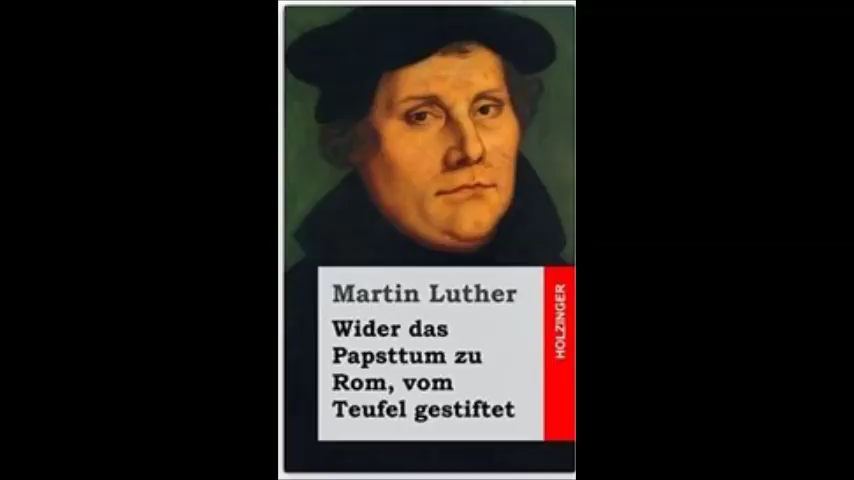 Martin Luther
Wider das
Papsttum zu
Rom, vom
Teufel gestiftet
HOLZINGER